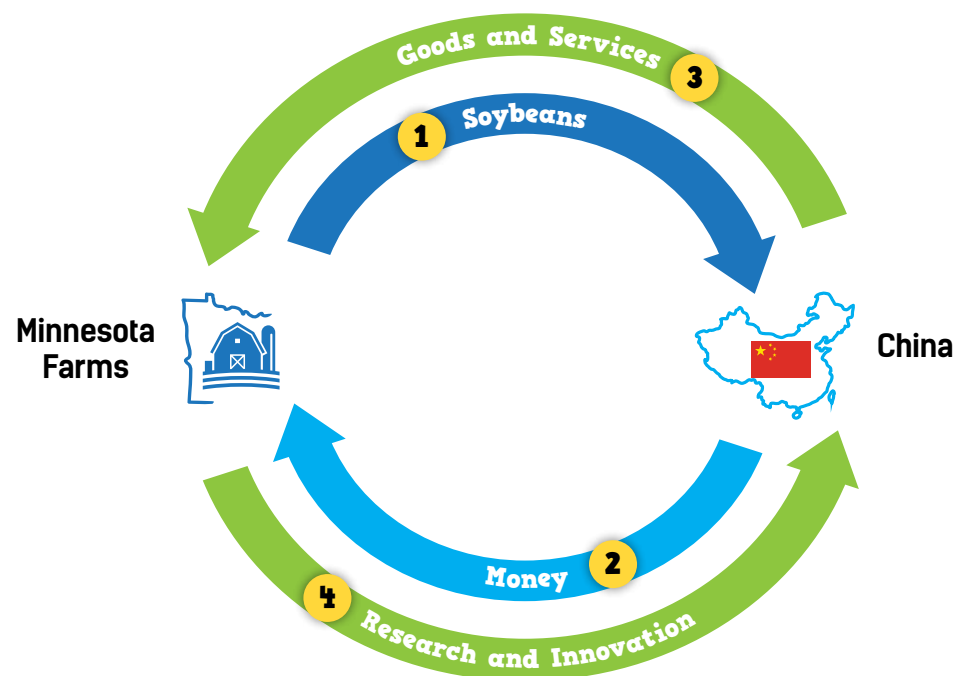 Goods and Services
3
1
Soybeans
Minnesota
Farms
China
2
Money
4
Research and Innovation